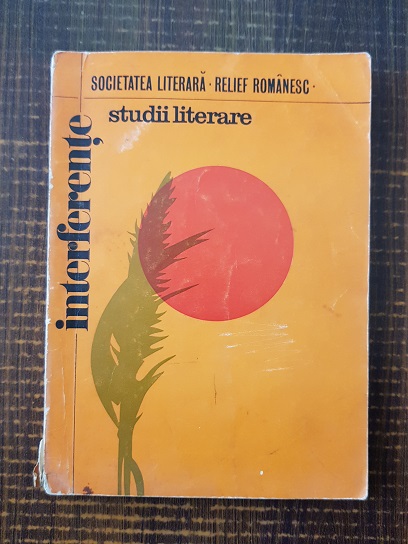 SOCIETATEA LITERARĂ · RELIEF ROMÂNESC ·
studii literare
interferențe